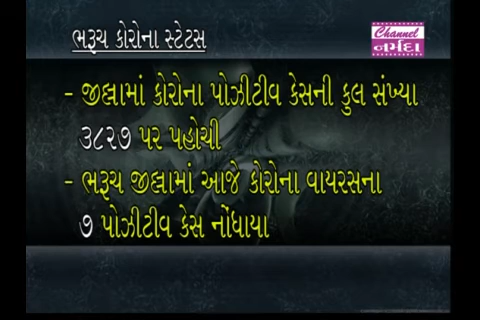 ભરૂચ કોરોના સ્ટેટસ
Channel
નર્મદા
- જીલ્લામાં કોરોના પોઝીટીવ કેસની કુલ સંખ્યા
૩૮૨૭ પર પહોચી
- ભરૂચ જીલ્લામાં આજે કોરોના વાયરસના
૭ પોઝીટીવ કેસ નોંધાયા